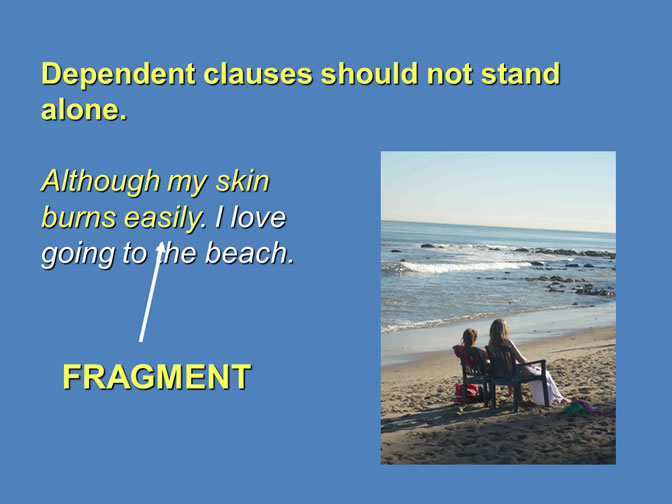 Dependent clauses should not stand
alone.
Although my skin
burns easily. I love
going to the beach.
FRAGMENT